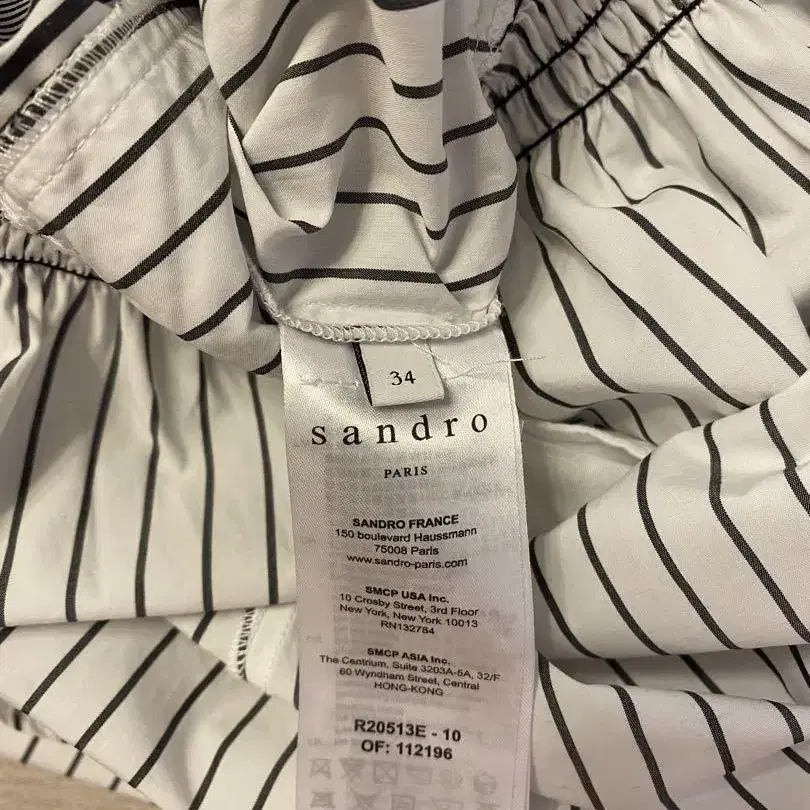 34
sandro
PARIS
SANDRO FRANCE
150 boulevard Haussmann
75008 Paris
www.sandro-paris.com
SMCP USA Inc.
10 Crosby Street, 3rd Floor
New York, New York 10013
RN132784
SMCP ASIA Inc.
The Centrium, Suite 3203A-5A, 32/F
60 Wyndham Street, Central
HONG-KONG
R20513E - 10
OF: 112196